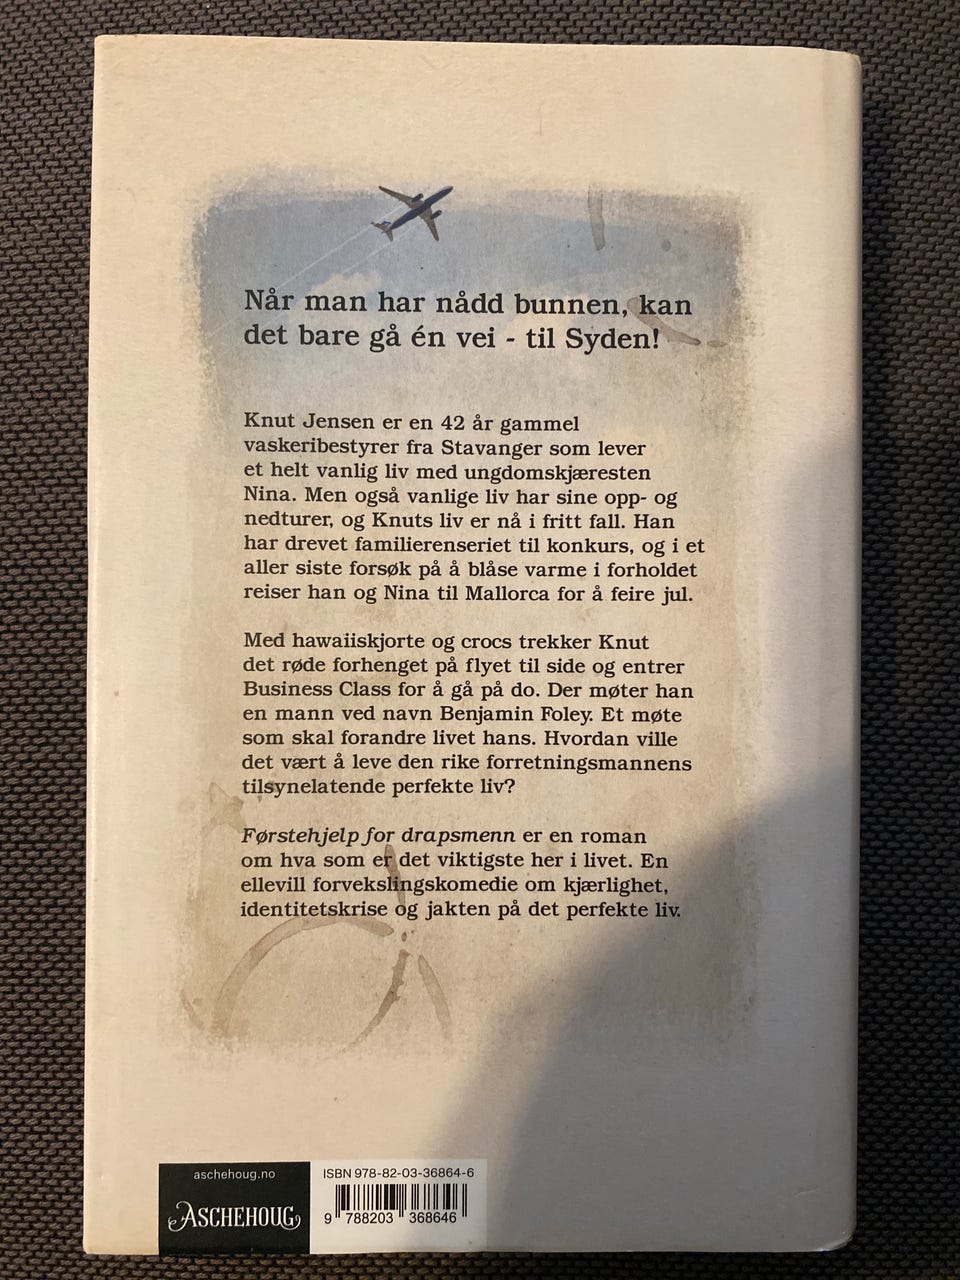 Når man har nådd bunnen, kan
det bare gå én vei - til Syden!
Knut Jensen er en 42 år gammel
vaskeribestyrer fra Stavanger som lever
et helt vanlig liv med ungdomskjæresten
Nina. Men også vanlige liv har sine opp- og
nedturer, og Knuts liv er nå i fritt fall. Han
har drevet familierenseriet til konkurs, og i et
aller siste forsøk på å blåse varme i forholdet
reiser han og Nina til Mallorca for å feire jul.
Med hawaiiskjorte og crocs trekker Knut
det røde forhenget på flyet til side og entrer
Business Class for å gå på do. Der møter han
en mann ved navn Benjamin Foley. Et møte
som skal forandre livet hans. Hvordan ville
det vært å leve den rike forretningsmannens
tilsynelatende perfekte liv?
Førstehjelp for drapsmenn er en roman
om hva som er det viktigste her i livet. En
ellevill forvekslingskomedie om kjærlighet,
identitetskrise og jakten på det perfekte liv.
aschehoug.no
ASCHEHOUG
ISBN 978-82-03-36864-6
9 788203 368646